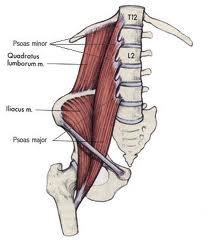 T12
Psoas minor
Quadratus
lumborum m.
L2
Iliacus m.
Psoas major